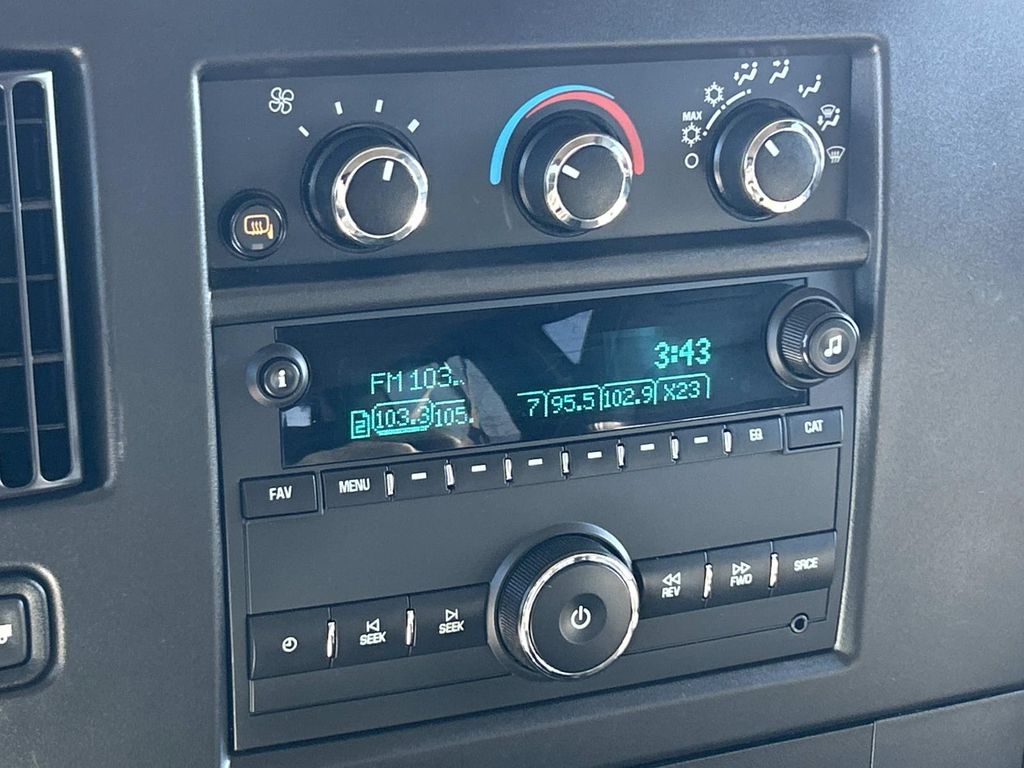 MAX
3:43
FM 103..
2 103.3 105. 7 95.5 102.9 X23
FAV MENU EQ CAT
REV FWD SRCE
SEEK SEEK